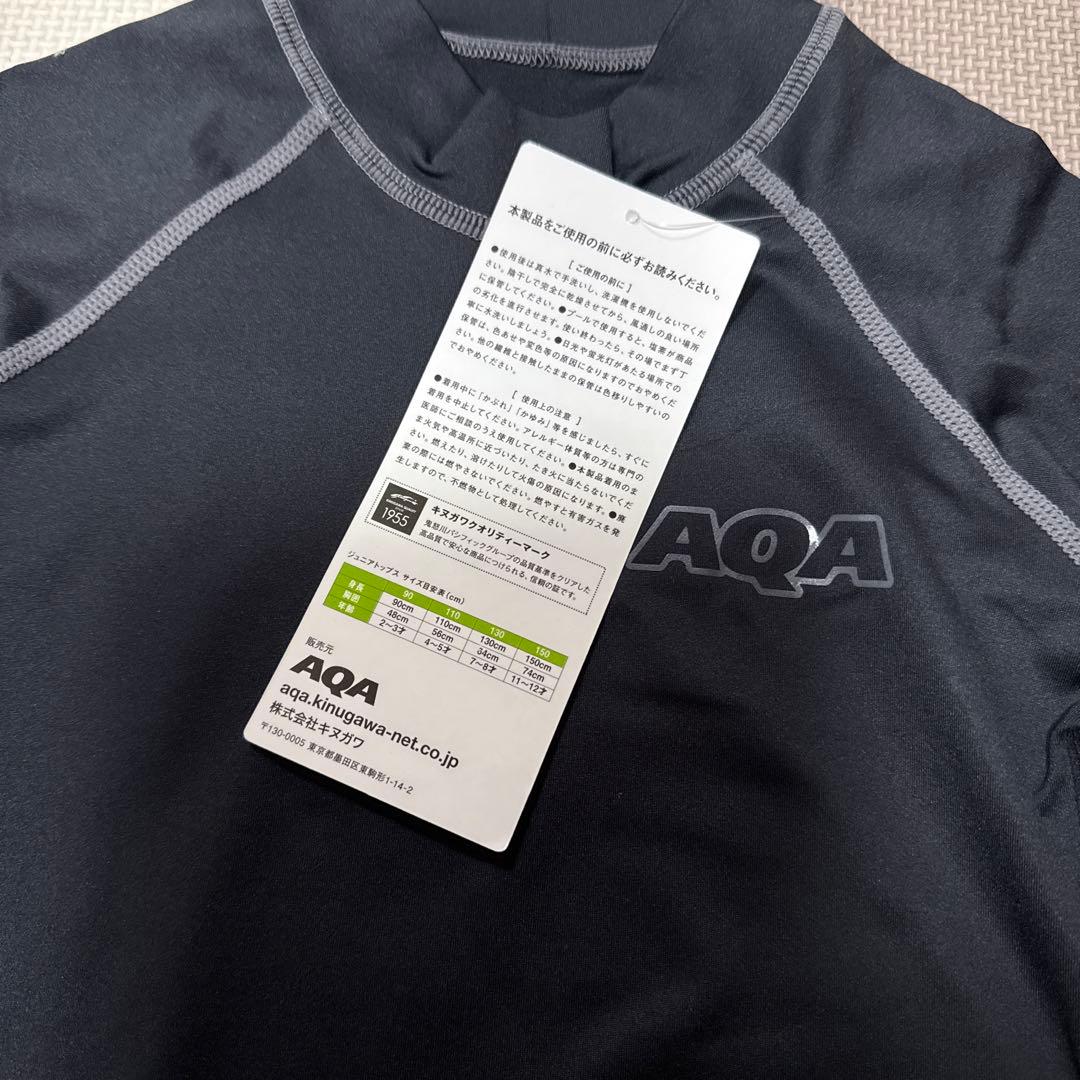 本製品をご使用の前に必ずお読みください。
[ ご使用の前に ]
●使用後は真水で手洗いし、洗濯機を使用しないでくだ
さい。陰干しで完全に乾燥させてから、風通しの良い場所
に保管してください。●プールで使用すると、塩素が商品
の劣化を進行させます。使い終わったら、その場でまず丁
寧に水洗いしましょう。●日光や蛍光灯があたる場所での
保管は、色あせや変色等の原因になりますのでおやめくだ
さい。他の繊維と接触したままの保管は色移りしやすいの
でおやめください。
[ 使用上の注意 ]
●着用中に「かぶれ」「かゆみ」等を感じましたら、すぐに
着用を中止してください。アレルギー体質等の方は専門の
医師にご相談のうえ使用してください。●本製品着用のま
ま火気や高温所に近づいたり、たき火に当たらないでくだ
さい。燃えたり、溶けたりして火傷の原因になります。●廃
棄の際には燃やさないでください。燃やすと有害ガスを発
生しますので、不燃物として処理してください。
1955
キヌガワクオリティーマーク
鬼怒川パシフィックグループの品質基準をクリアした
高品質で安心な商品につけられる、信頼の証です。
ジュニアトップス サイズ目安表(cm)
身長 90 110 130 150
胸囲 90cm 110cm 130cm 150cm
年齢 48cm 56cm 64cm 74cm
2〜3才 4〜5才 7〜8才 11〜12才
販売元
AQA
aqa.kinugawa-net.co.jp
株式会社キヌガワ
〒130-0005 東京都墨田区東駒形1-14-2
AQA